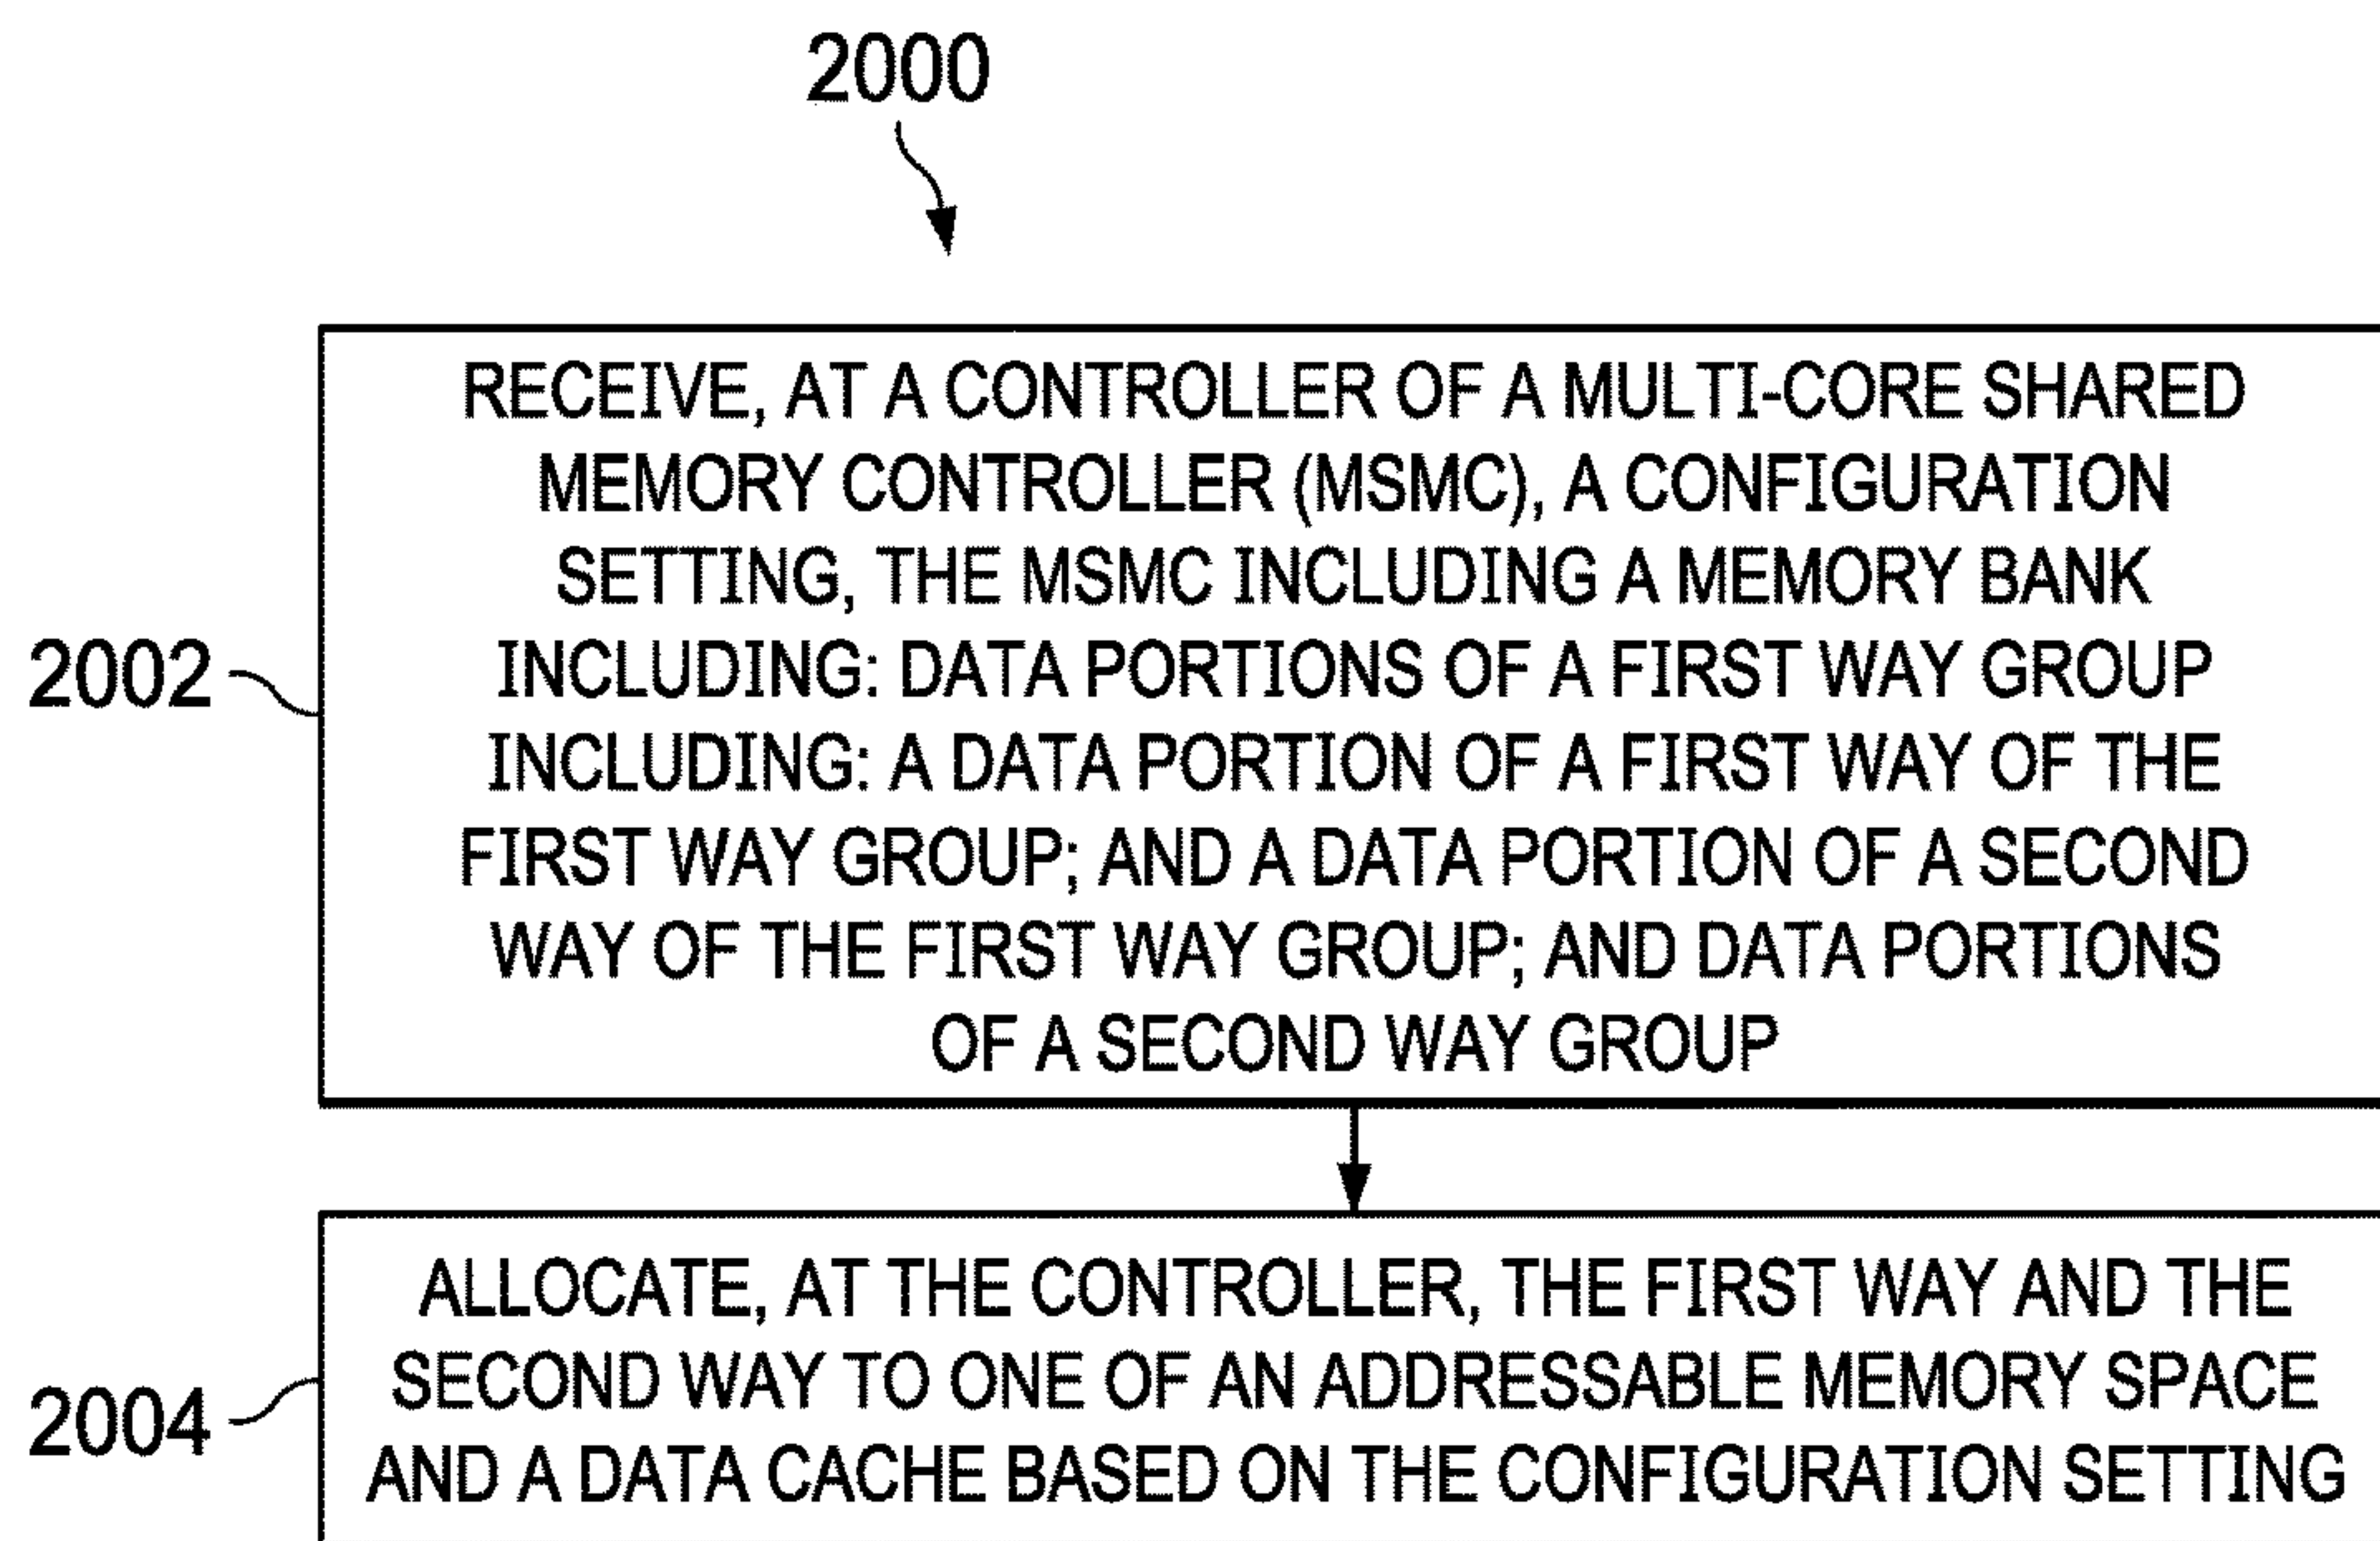 2000
RECEIVE, AT A CONTROLLER OF A MULTI-CORE SHARED
MEMORY CONTROLLER (MSMC), A CONFIGURATION
SETTING, THE MSMC INCLUDING A MEMORY BANK
INCLUDING: DATA PORTIONS OF A FIRST WAY GROUP
INCLUDING: A DATA PORTION OF A FIRST WAY OF THE
FIRST WAY GROUP; AND A DATA PORTION OF A SECOND
WAY OF THE FIRST WAY GROUP; AND DATA PORTIONS
OF A SECOND WAY GROUP
2002
ALLOCATE, AT THE CONTROLLER, THE FIRST WAY AND THE
SECOND WAY TO ONE OF AN ADDRESSABLE MEMORY SPACE
AND A DATA CACHE BASED ON THE CONFIGURATION SETTING
2004